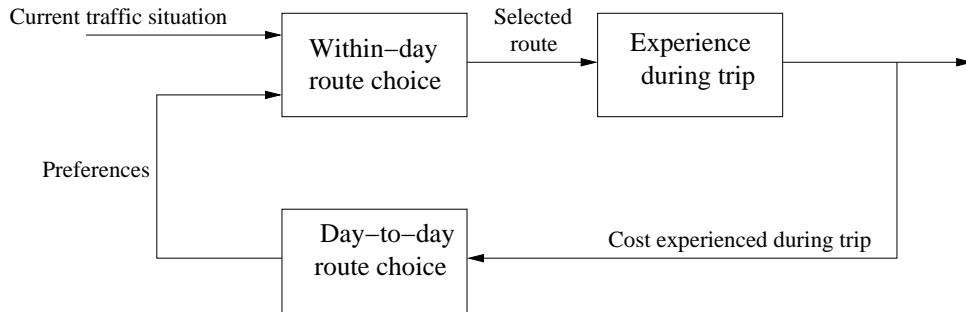 Current traffic situation
Within−day
route choice
Selected
route
Experience
during trip
Preferences
Day−to−day
route choice
Cost experienced during trip